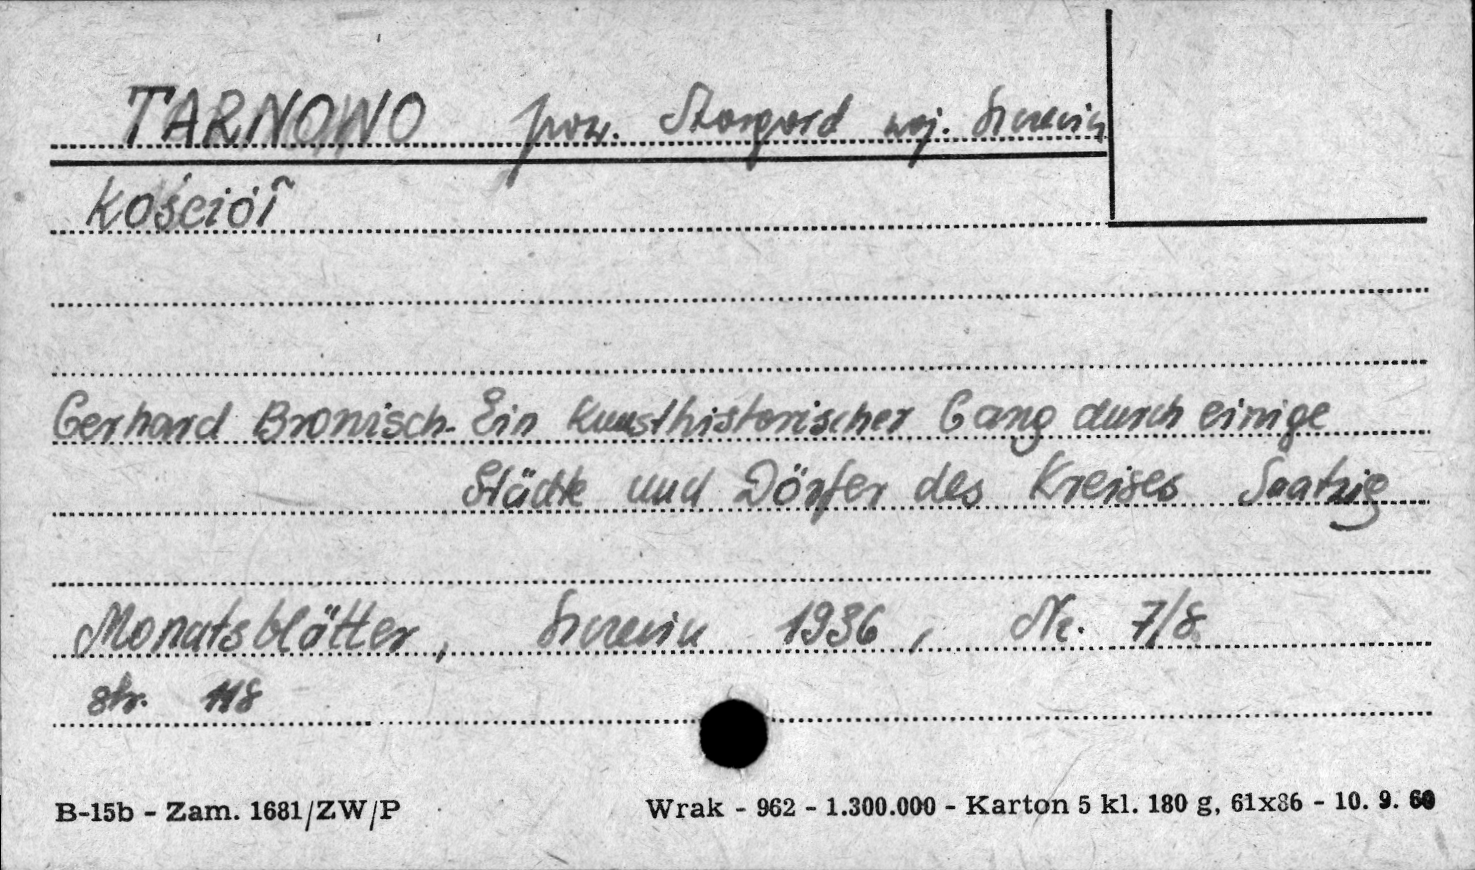 TARNOWO pow. Stargard woj. Szczecin
Kościół
Gerhard Bronisch - Ein kunsthistorischer Gang durch einige
Städte und Dörfer des Kreises Saatzig
Monatsblätter, Szczecin 1936, Nr. 7/8
str. 118
B-15b - Zam. 1681/ZW/P
Wrak - 962 - 1.300.000 - Karton 5 kl. 180 g, 61x86 - 10. 9. 60